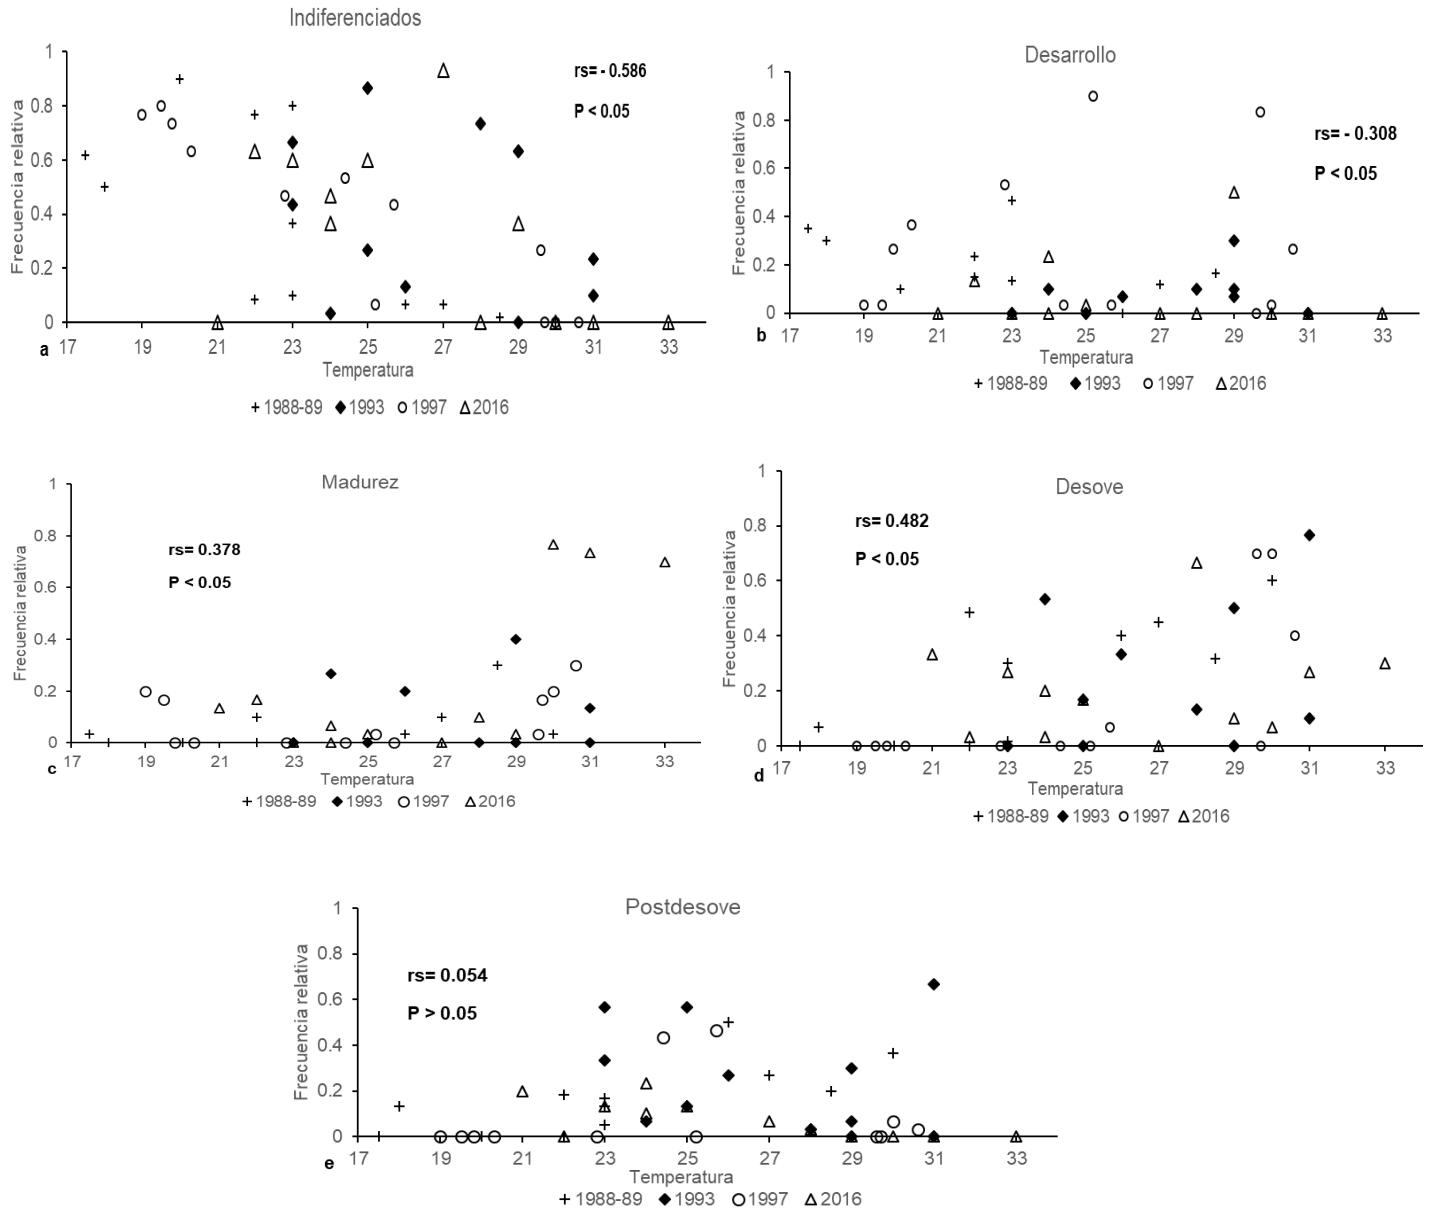 Indiferenciados
Frecuencia relativa
1
0.8
0.6
0.4
0.2
0
rs= - 0.586
P < 0.05
17 19 21 23 25 27 29 31 33
a
Temperatura
1988-89 1993 1997 2016
Desarrollo
Frecuencia relativa
1
0.8
0.6
0.4
0.2
0
rs= - 0.308
P < 0.05
17 19 21 23 25 27 29 31 33
b
Temperatura
1988-89 1993 1997 2016
Madurez
Frecuencia relativa
1
0.8
0.6
0.4
0.2
0
rs= 0.378
P < 0.05
17 19 21 23 25 27 29 31 33
c
Temperatura
1988-89 1993 1997 2016
Desove
Frecuencia relativa
1
0.8
0.6
0.4
0.2
0
rs= 0.482
P < 0.05
17 19 21 23 25 27 29 31 33
d
Temperatura
1988-89 1993 1997 2016
Postdesove
Frecuencia relativa
1
0.8
0.6
0.4
0.2
0
rs= 0.054
P > 0.05
17 19 21 23 25 27 29 31 33
e
Temperatura
1988-89 1993 1997 2016